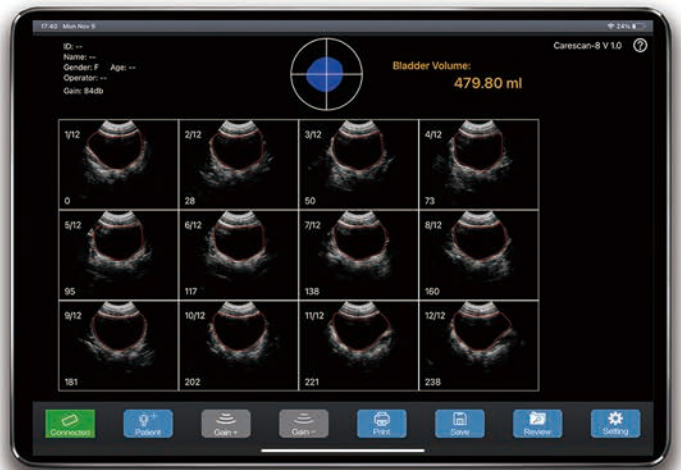 17:40 Mon Nov 9
24%
ID: --
Name: --
Gender: F Age: --
Operator: --
Gain: 84db
Bladder Volume:
479.80 ml
Carescan-8 V 1.0 ?
1/12 2/12 3/12 4/12
0 28 50 73
5/12 6/12 7/12 8/12
95 117 138 160
9/12 10/12 11/12 12/12
181 202 221 238
Connected Patient Gain + Gain - Print Save Review Setting